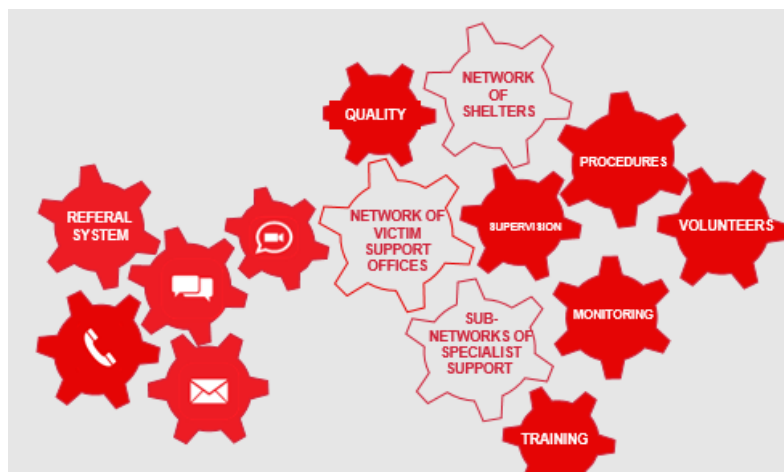 NETWORK
OF
SHELTERS
QUALITY
PROCEDURES
REFERAL
SYSTEM
NETWORK OF
VICTIM
SUPPORT
OFFICES
SUPERVISION
VOLUNTEERS
SUB-
NETWORKS OF
SPECIALIST
SUPPORT
MONITORING
TRAINING